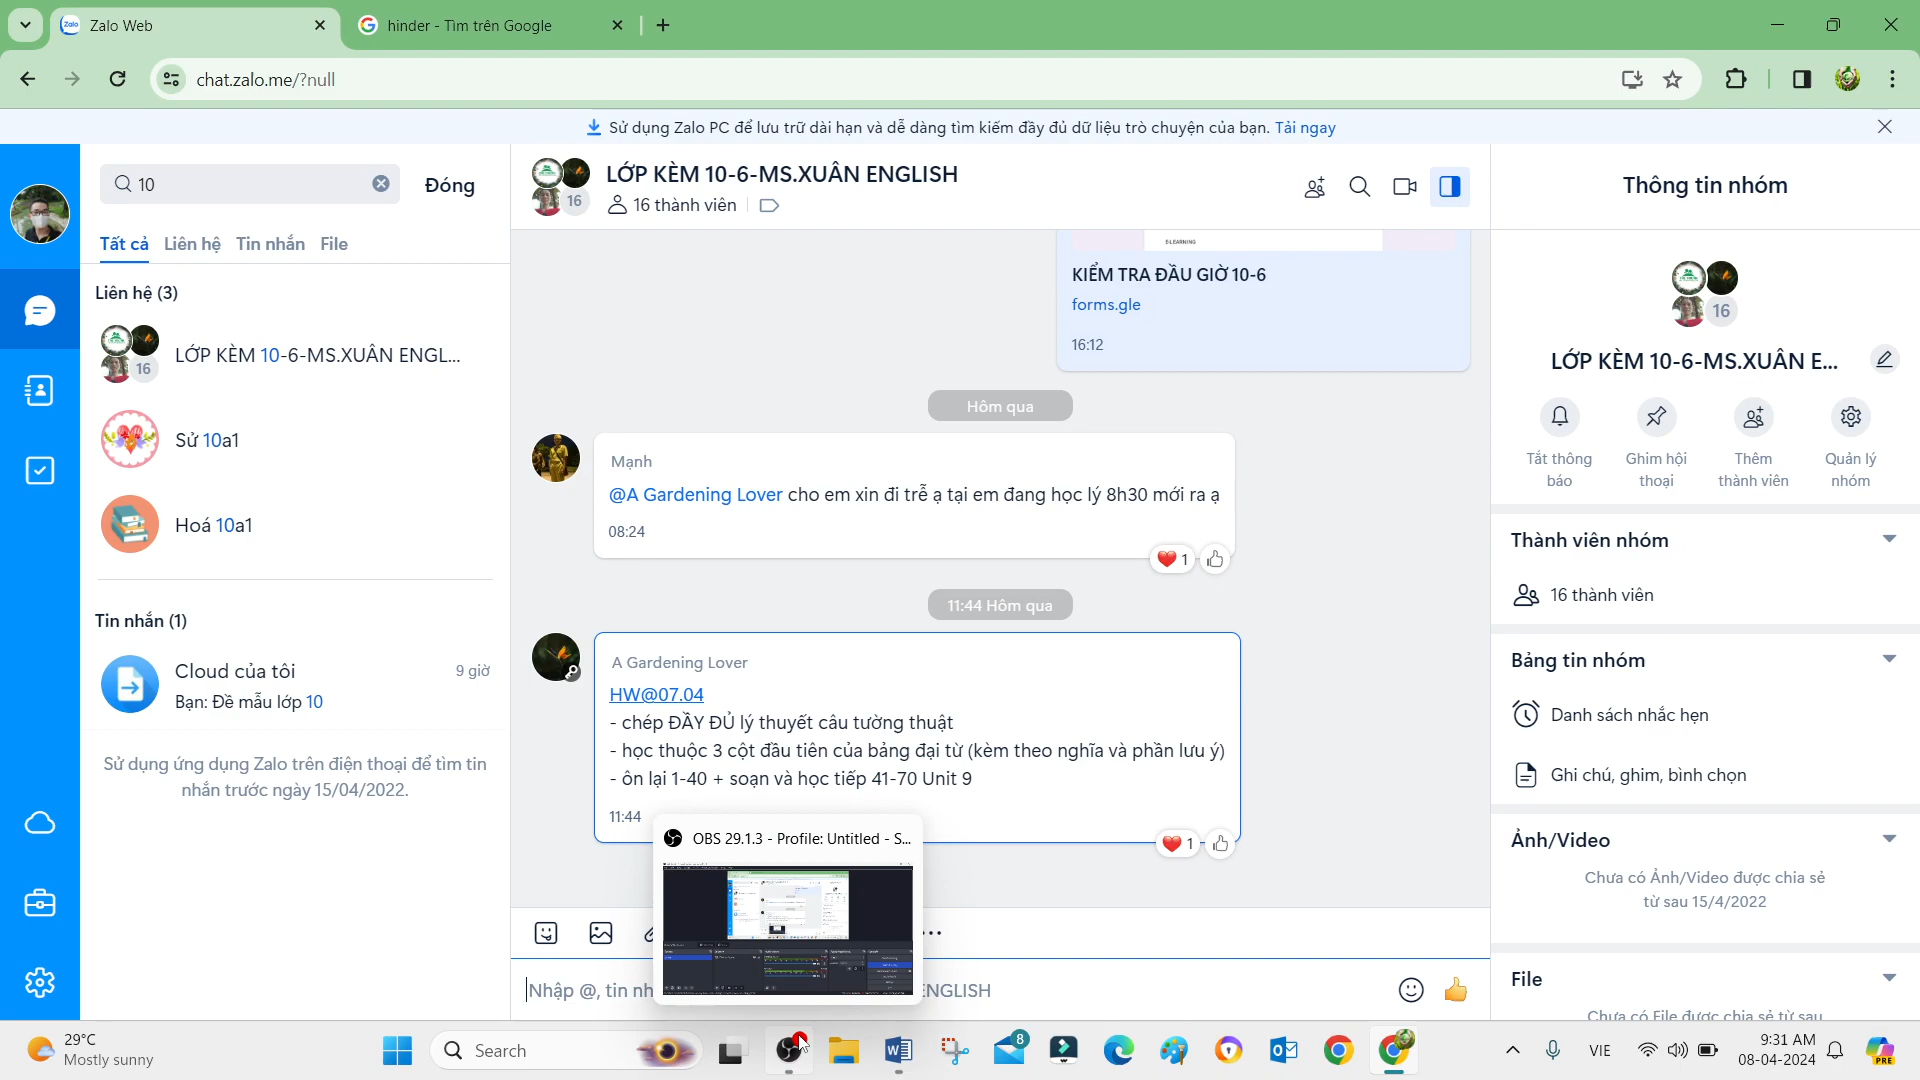 Zalo Web
hinder - Tìm trên Google
chat.zalo.me/?null
Sử dụng Zalo PC để lưu trữ dài hạn và dễ dàng tìm kiếm đầy đủ dữ liệu trò chuyện của bạn. Tải ngay
10
Đóng
Tất cả Liên hệ Tin nhắn File
Liên hệ (3)
16
LỚP KÈM 10-6-MS.XUÂN ENGL...
Sử 10a1
Hoá 10a1
Tin nhắn (1)
Cloud của tôi
9 giờ
Bạn: Đề mẫu lớp 10
Sử dụng ứng dụng Zalo trên điện thoại để tìm tin
nhắn trước ngày 15/04/2022.
16
LỚP KÈM 10-6-MS.XUÂN ENGLISH
16 thành viên
E-LEARNING
KIỂM TRA ĐẦU GIỜ 10-6
forms.gle
16:12
Hôm qua
Mạnh
@A Gardening Lover cho em xin đi trễ ạ tại em đang học lý 8h30 mới ra ạ
08:24
1
11:44 Hôm qua
A Gardening Lover
HW@07.04
- chép ĐẦY ĐỦ lý thuyết câu tường thuật
- học thuộc 3 cột đầu tiên của bảng đại từ (kèm theo nghĩa và phần lưu ý)
- ôn lại 1-40 + soạn và học tiếp 41-70 Unit 9
11:44
1
OBS 29.1.3 - Profile: Untitled - S...
Nhập @, tin nh
NGLISH
Thông tin nhóm
16
LỚP KÈM 10-6-MS.XUÂN E...
Tắt thông
báo
Ghim hội
thoại
Thêm
thành viên
Quản lý
nhóm
Thành viên nhóm
16 thành viên
Bảng tin nhóm
Danh sách nhắc hẹn
Ghi chú, ghim, bình chọn
Ảnh/Video
Chưa có Ảnh/Video được chia sẻ
từ sau 15/4/2022
File
Chưa có File được chia sẻ từ sau
29°C
Mostly sunny
Search
8
VIE
9:31 AM
08-04-2024
PRE